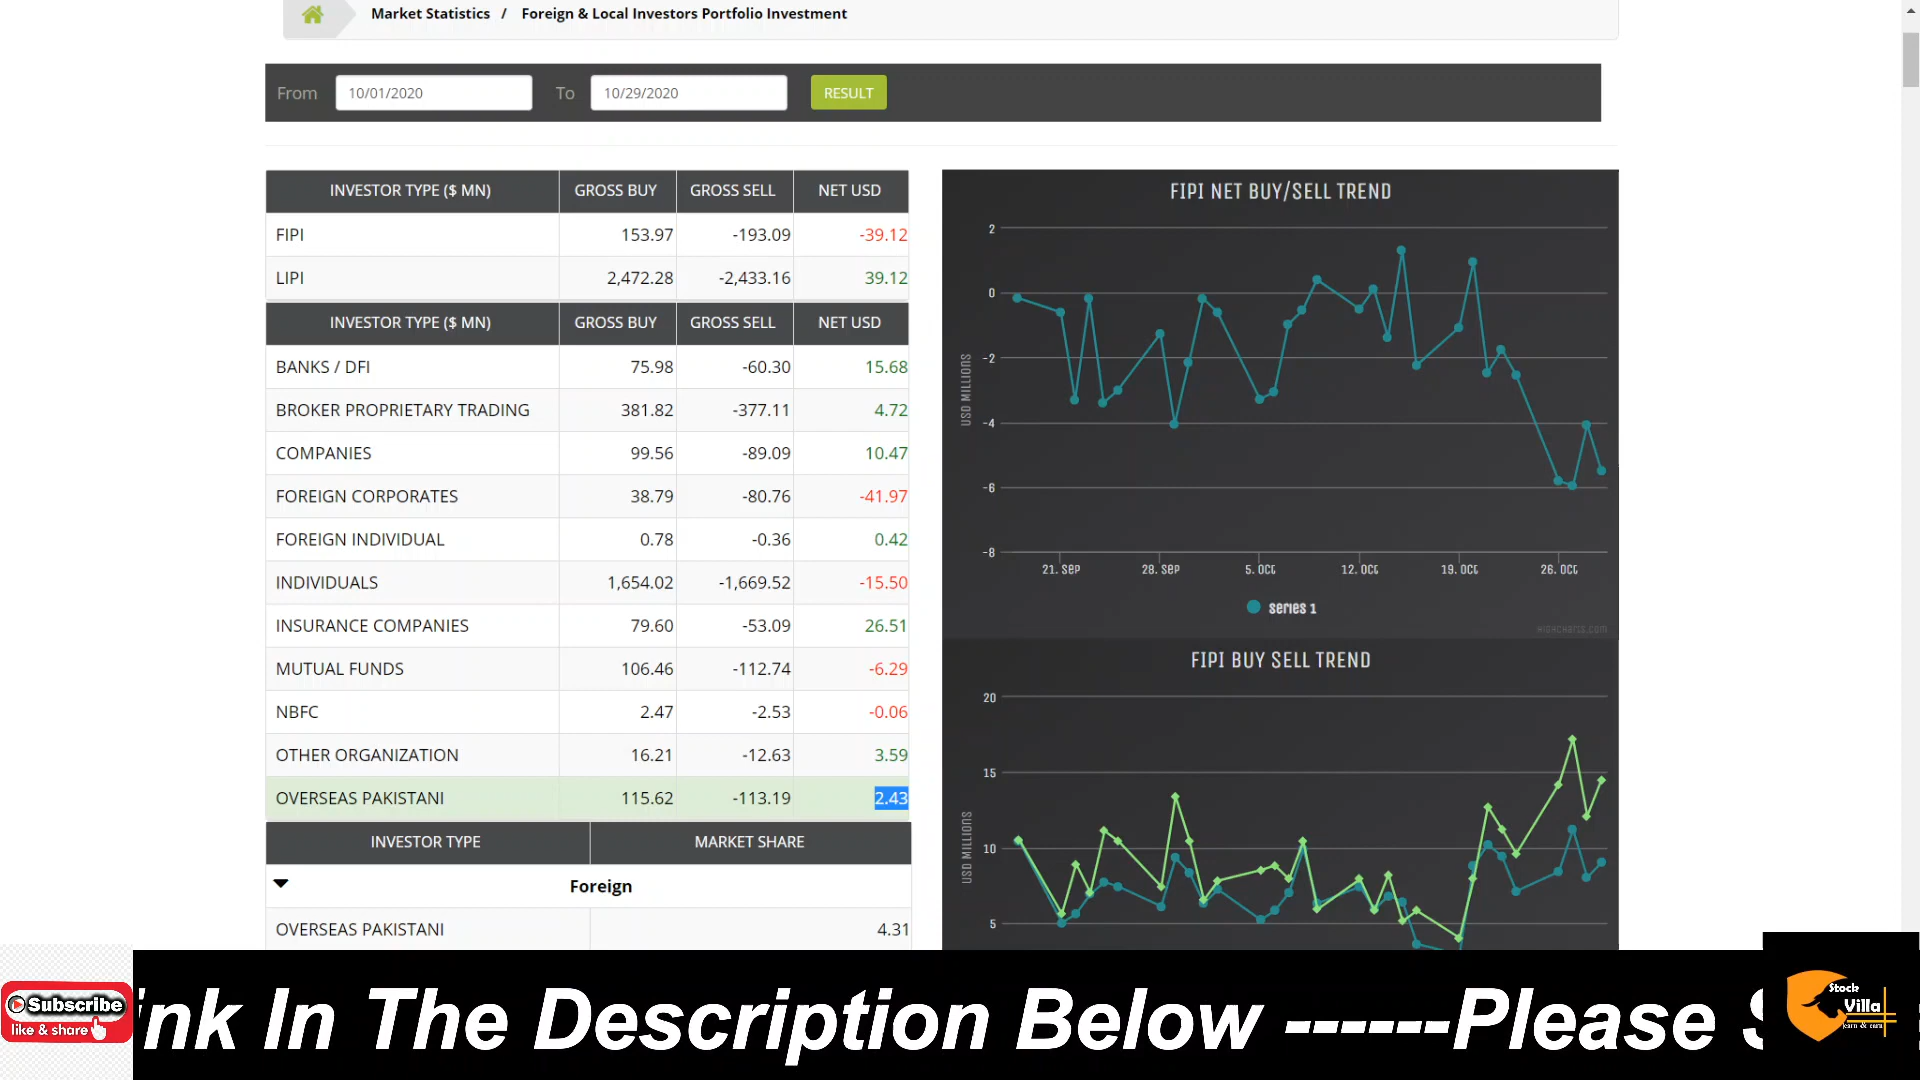 Market Statistics / Foreign & Local Investors Portfolio Investment
From 10/01/2020 To 10/29/2020 RESULT
INVESTOR TYPE ($ MN) GROSS BUY GROSS SELL NET USD
FIPI 153.97 -193.09 -39.12
LIPI 2,472.28 -2,433.16 39.12
INVESTOR TYPE ($ MN) GROSS BUY GROSS SELL NET USD
BANKS / DFI 75.98 -60.30 15.68
BROKER PROPRIETARY TRADING 381.82 -377.11 4.72
COMPANIES 99.56 -89.09 10.47
FOREIGN CORPORATES 38.79 -80.76 -41.97
FOREIGN INDIVIDUAL 0.78 -0.36 0.42
INDIVIDUALS 1,654.02 -1,669.52 -15.50
INSURANCE COMPANIES 79.60 -53.09 26.51
MUTUAL FUNDS 106.46 -112.74 -6.29
NBFC 2.47 -2.53 -0.06
OTHER ORGANIZATION 16.21 -12.63 3.59
OVERSEAS PAKISTANI 115.62 -113.19 2.43
INVESTOR TYPE MARKET SHARE
Foreign
OVERSEAS PAKISTANI 4.31
FIPI NET BUY/SELL TREND
2
0
-2
-4
-6
-8
USD MILLIONS
21. Sep 28. Sep 5. Oct 12. Oct 19. Oct 26. Oct
Series 1
Highcharts.com
FIPI BUY SELL TREND
20
15
10
5
USD MILLIONS
Subscribe
like & share
ink In The Description Below ------Please S
Stock
Villa
learn & earn